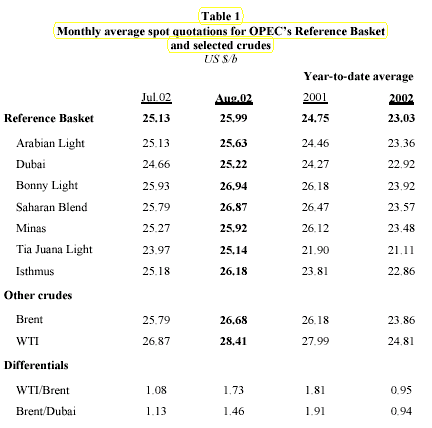 Table 1
Monthly average spot quotations for OPEC's Reference Basket
and selected crudes
US $/b
Year-to-date average
Jul.02 Aug.02 2001 2002
Reference Basket 25.13 25.99 24.75 23.03
Arabian Light 25.13 25.63 24.46 23.36
Dubai 24.66 25.22 24.27 22.92
Bonny Light 25.93 26.94 26.18 23.92
Saharan Blend 25.79 26.87 26.47 23.57
Minas 25.27 25.92 26.12 23.48
Tia Juana Light 23.97 25.14 21.90 21.11
Isthmus 25.18 26.18 23.81 22.86
Other crudes
Brent 25.79 26.68 26.18 23.86
WTI 26.87 28.41 27.99 24.81
Differentials
WTI/Brent 1.08 1.73 1.81 0.95
Brent/Dubai 1.13 1.46 1.91 0.94